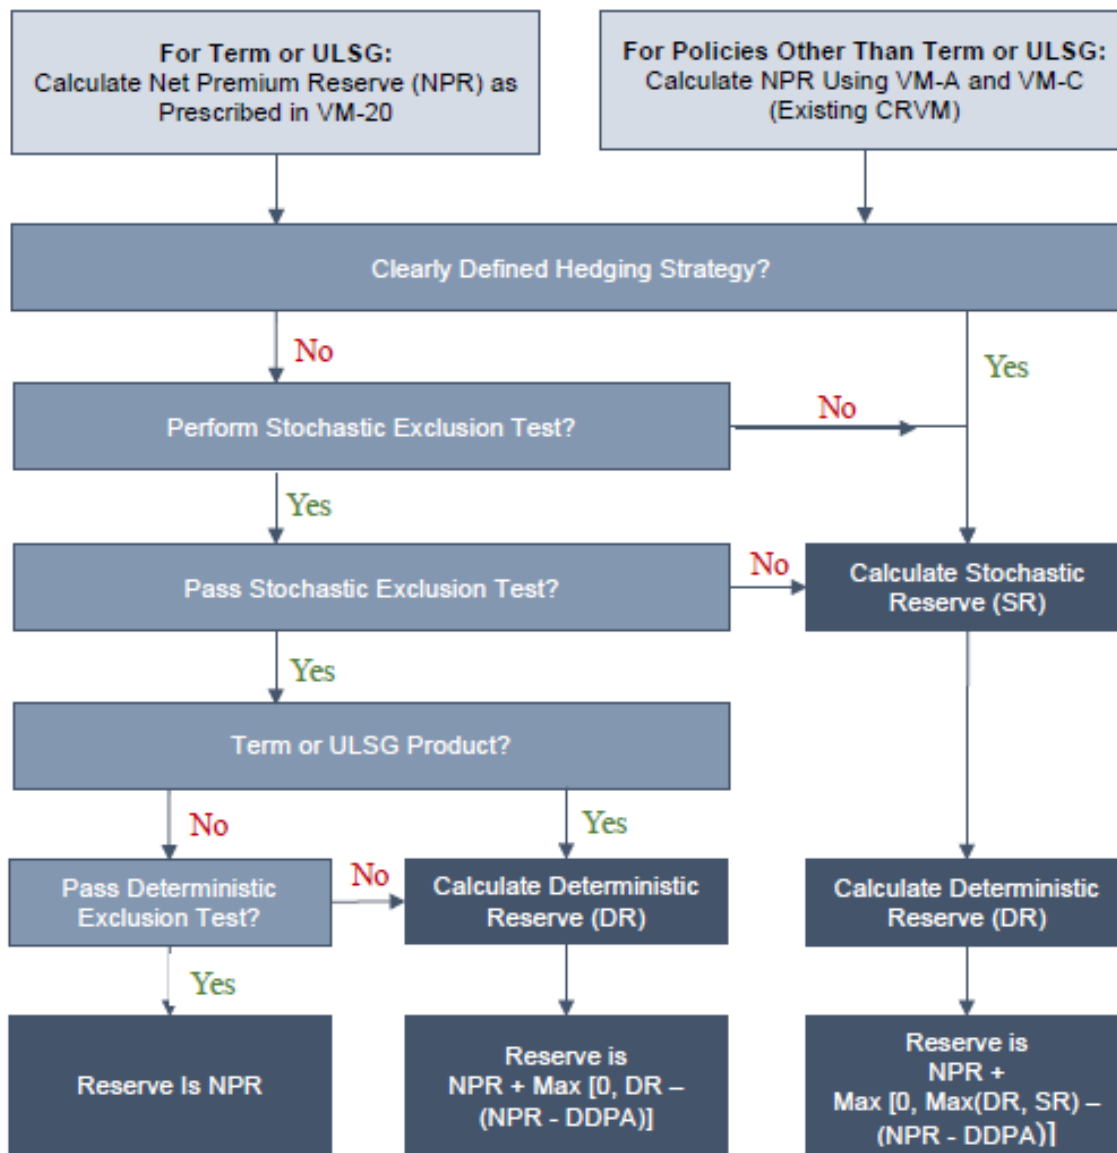 For Term or ULSG:
Calculate Net Premium Reserve (NPR) as
Prescribed in VM-20
For Policies Other Than Term or ULSG:
Calculate NPR Using VM-A and VM-C
(Existing CRVM)
Clearly Defined Hedging Strategy?
No
Yes
Perform Stochastic Exclusion Test?
No
Yes
Pass Stochastic Exclusion Test?
No
Calculate Stochastic
Reserve (SR)
Yes
Term or ULSG Product?
No
Yes
Pass Deterministic
Exclusion Test?
No
Calculate Deterministic
Reserve (DR)
Calculate Deterministic
Reserve (DR)
Yes
Reserve Is NPR
Reserve is
NPR + Max [0, DR –
(NPR - DDPA)]
Reserve is
NPR +
Max [0, Max(DR, SR) –
(NPR - DDPA)]